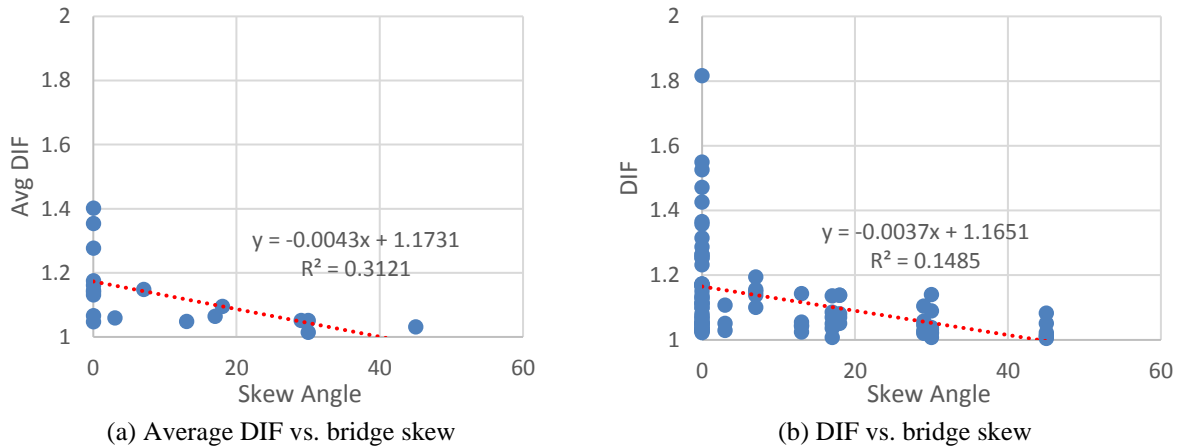 2
1.8
1.6
1.4
1.2
1
Avg DIF
y = -0.0043x + 1.1731
R² = 0.3121
0 20 40 60
Skew Angle
(a) Average DIF vs. bridge skew
2
1.8
1.6
1.4
1.2
1
DIF
y = -0.0037x + 1.1651
R² = 0.1485
0 20 40 60
Skew Angle
(b) DIF vs. bridge skew